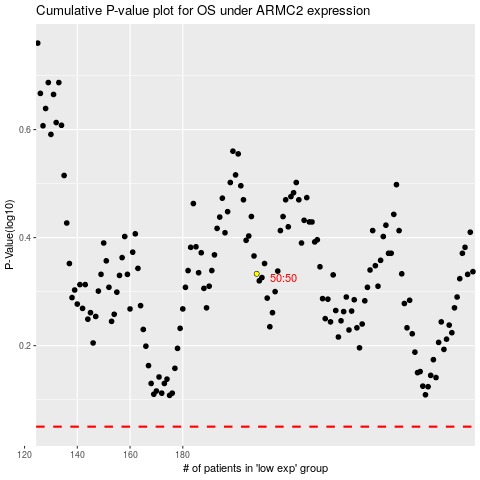 Cumulative P-value plot for OS under ARMC2 expression
P-Value(log10)
0.6
0.4
0.2
50:50
120 140 160 180
# of patients in 'low exp' group